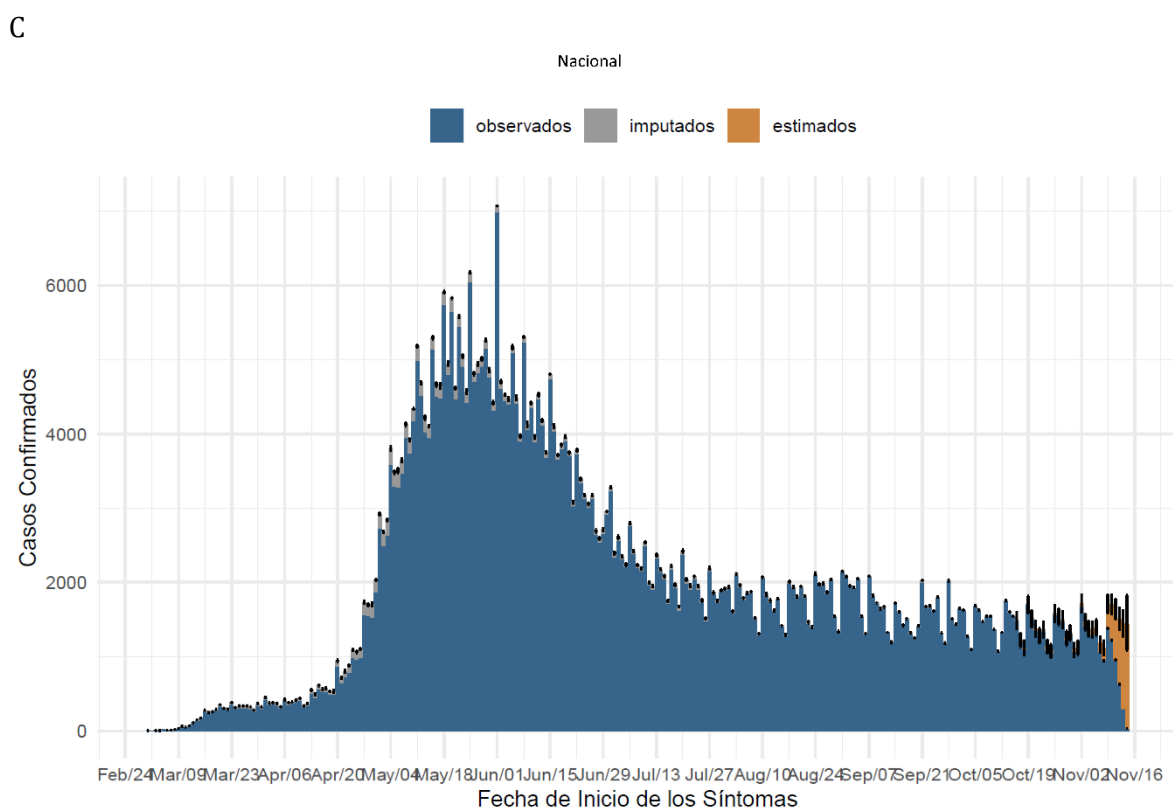 C
Nacional
observados imputados estimados
6000
4000
2000
0
Casos Confirmados
Feb/24 Mar/09 Mar/23 Apr/06 Apr/20 May/04 May/18 Jun/01 Jun/15 Jun/29 Jul/13 Jul/27 Aug/10 Aug/24 Sep/07 Sep/21 Oct/05 Oct/19 Nov/02 Nov/16
Fecha de Inicio de los Síntomas